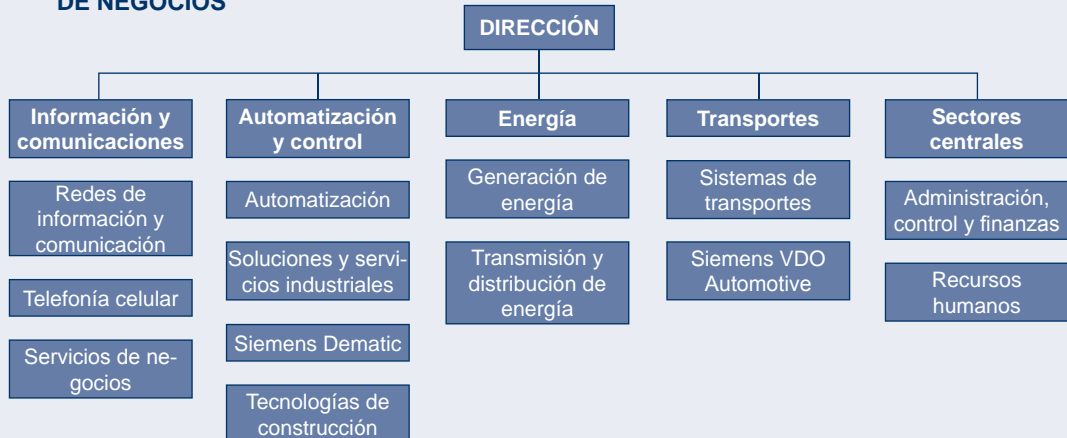 DE NEGOCIOS
DIRECCIÓN
Información y
comunicaciones
Redes de
información y
comunicación
Telefonía celular
Servicios de ne-
gocios
Automatización
y control
Automatización
Soluciones y servi-
cios industriales
Siemens Dematic
Tecnologías de
construcción
Energía
Generación de
energía
Transmisión y
distribución de
energía
Transportes
Sistemas de
transportes
Siemens VDO
Automotive
Sectores
centrales
Administración,
control y finanzas
Recursos
humanos